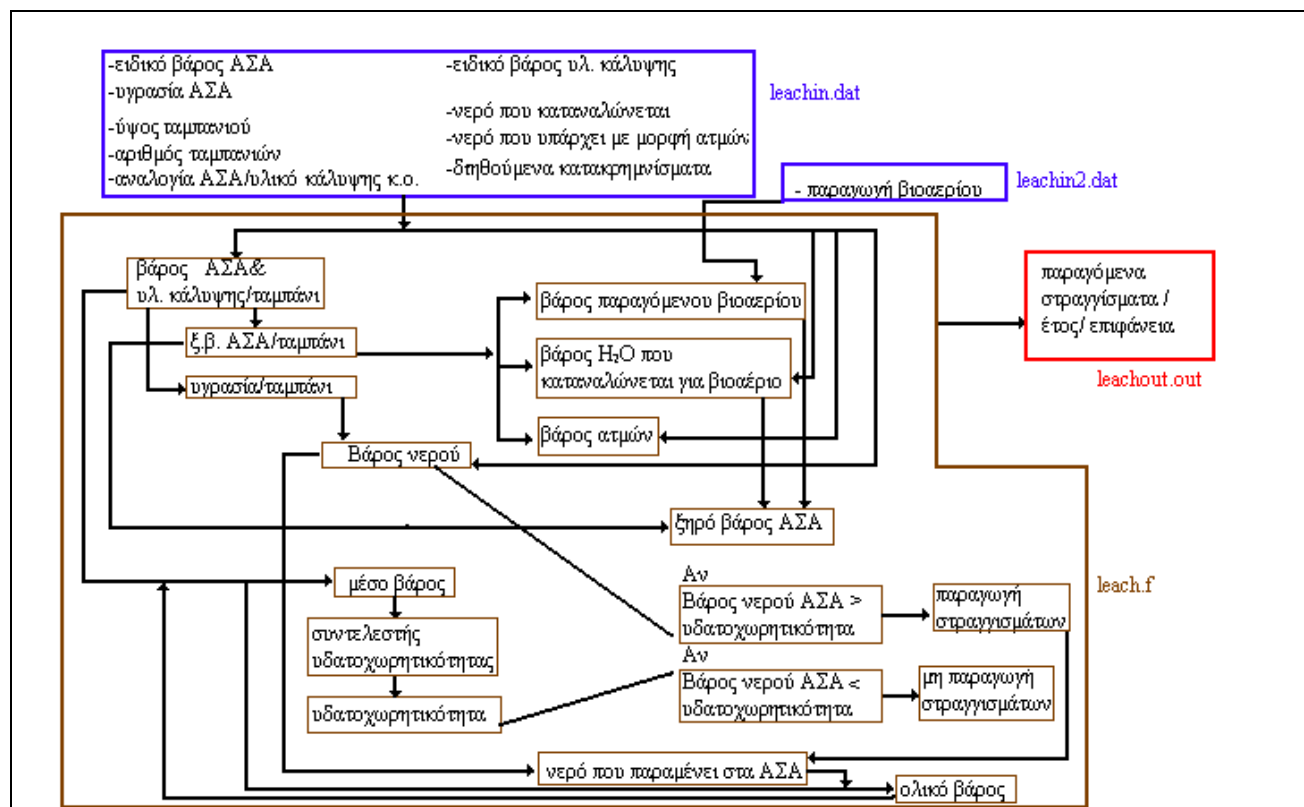 -ειδικό βάρος ΑΣΑ
-υγρασία ΑΣΑ
-ύψος ταμπανιού
-αριθμός ταμπανιών
-αναλογία ΑΣΑ/υλικό κάλυψης κ.ο.
-ειδικό βάρος υλ. κάλυψης
-νερό που καταναλώνεται
-νερό που υπάρχει με μορφή ατμών
-διηθούμενα κατακρημνίσματα
leachin.dat
- παραγωγή βιοαερίου
leachin2.dat
βάρος ΑΣΑ&
υλ. κάλυψης/ταμπάνι
ξ.β. ΑΣΑ/ταμπάνι
υγρασία/ταμπάνι
Βάρος νερού
βάρος παραγόμενου βιοαερίου
βάρος H₂O που
καταναλώνεται για βιοαέριο
βάρος ατμών
ξηρό βάρος ΑΣΑ
παραγόμενα
στραγγίσματα /
έτος/ επιφάνεια
leachout.out
leach.f
μέσο βάρος
συντελεστής
υδατοχωρητικότητας
υδατοχωρητικότητα
Αν
Βάρος νερού ΑΣΑ >
υδατοχωρητικότητα
παραγωγή
στραγγισμάτων
Αν
Βάρος νερού ΑΣΑ <
υδατοχωρητικότητα
μη παραγωγή
στραγγισμάτων
νερό που παραμένει στα ΑΣΑ
ολικό βάρος